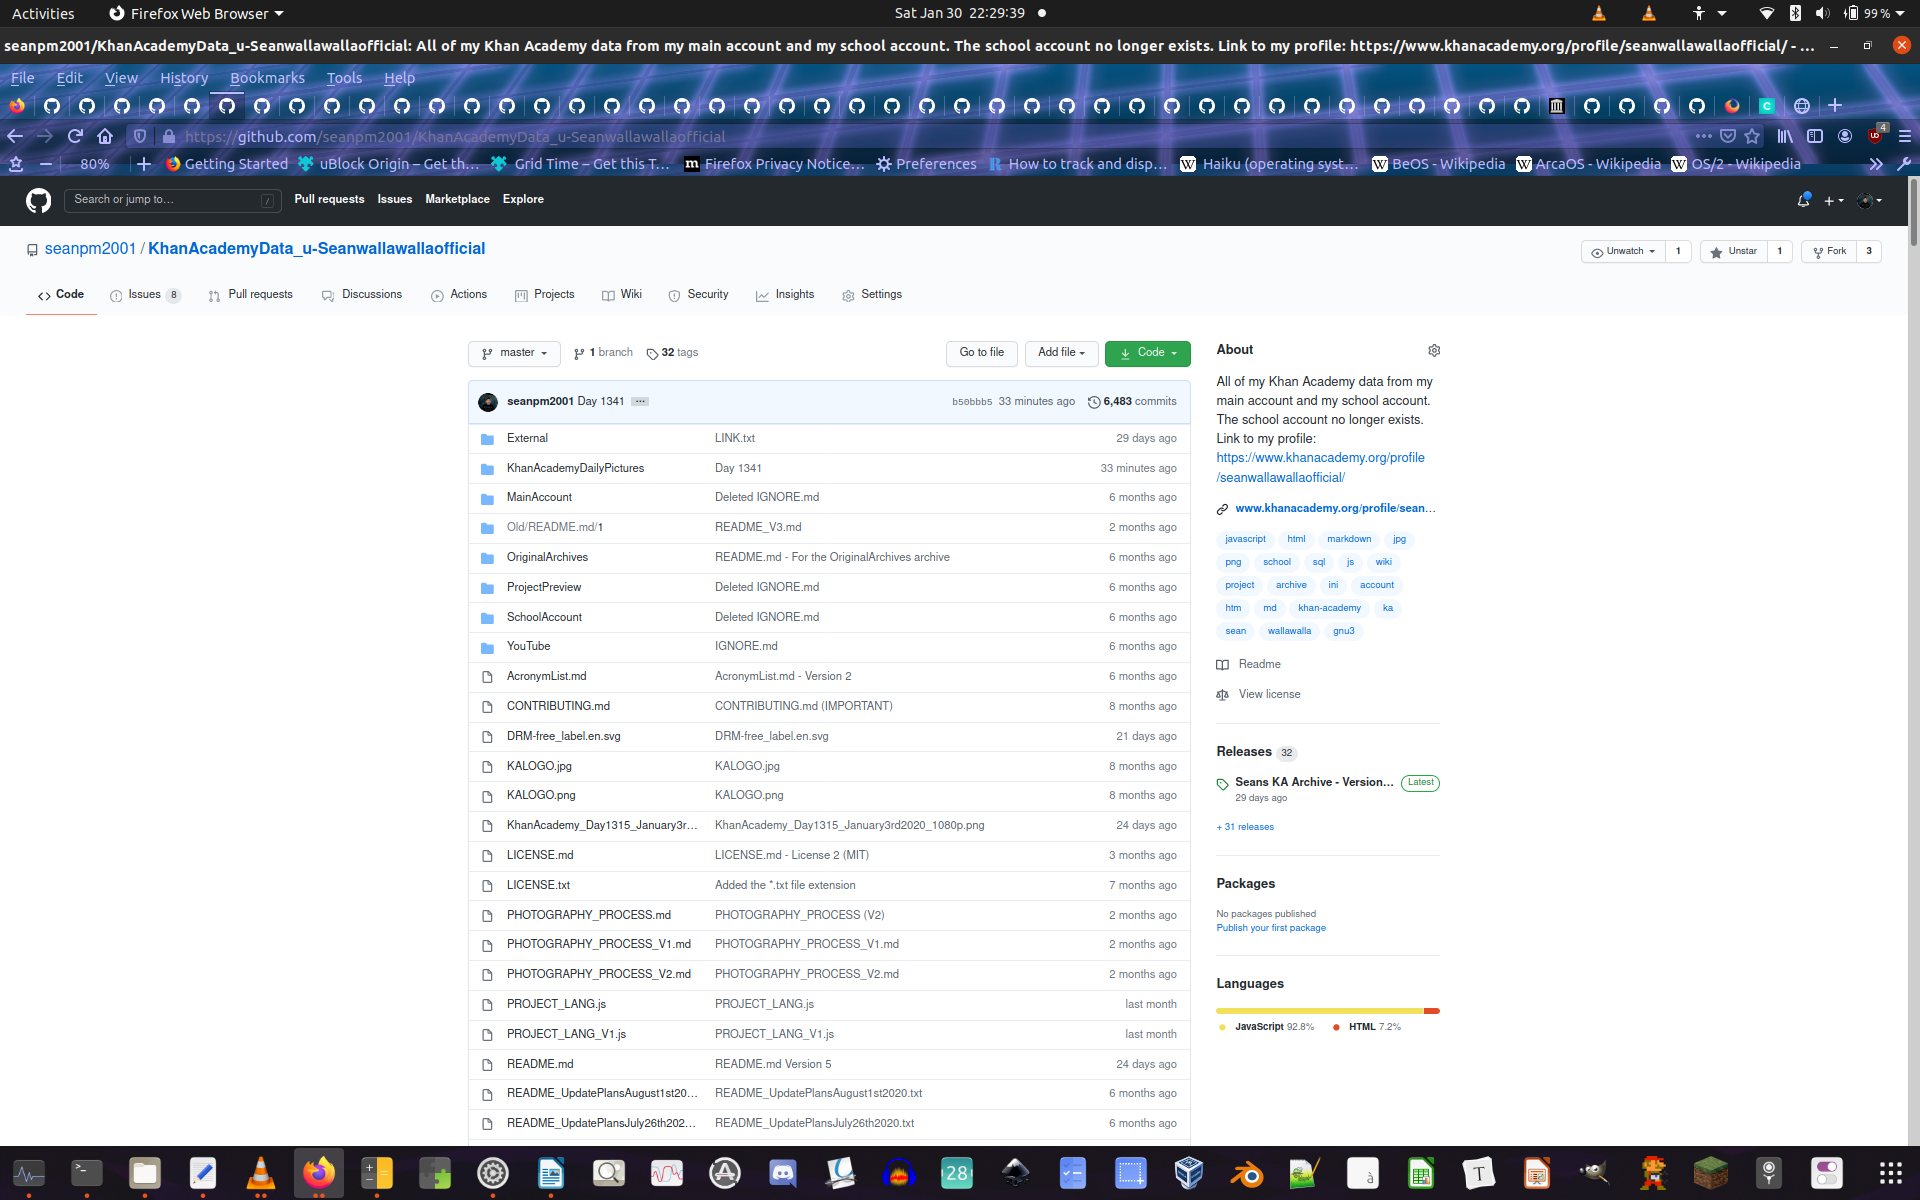 Activities
Firefox Web Browser
Sat Jan 30 22:29:39
99 %
seanpm2001/KhanAcademyData_u-Seanwallawallaofficial: All of my Khan Academy data from my main account and my school account. The school account no longer exists. Link to my profile: https://www.khanacademy.org/profile/seanwallawallaofficial/ - ...
File Edit View History Bookmarks Tools Help
https://github.com/seanpm2001/KhanAcademyData_u-Seanwallawallaofficial
4
80%
Getting Started
uBlock Origin – Get th…
Grid Time – Get this T…
Firefox Privacy Notice…
Preferences
How to track and disp…
Haiku (operating syst…
BeOS - Wikipedia
ArcaOS - Wikipedia
OS/2 - Wikipedia
Search or jump to…
/
Pull requests Issues Marketplace Explore
seanpm2001 / KhanAcademyData_u-Seanwallawallaofficial
Unwatch 1
Unstar 1
Fork 3
Code
Issues 8
Pull requests
Discussions
Actions
Projects
Wiki
Security
Insights
Settings
master
1 branch
32 tags
Go to file
Add file
Code
seanpm2001 Day 1341 ...
b50bbb5 33 minutes ago 6,483 commits
External LINK.txt 29 days ago
KhanAcademyDailyPictures Day 1341 33 minutes ago
MainAccount Deleted IGNORE.md 6 months ago
Old/README.md/1 README_V3.md 2 months ago
OriginalArchives README.md - For the OriginalArchives archive 6 months ago
ProjectPreview Deleted IGNORE.md 6 months ago
SchoolAccount Deleted IGNORE.md 6 months ago
YouTube IGNORE.md 6 months ago
AcronymList.md AcronymList.md - Version 2 6 months ago
CONTRIBUTING.md CONTRIBUTING.md (IMPORTANT) 8 months ago
DRM-free_label.en.svg DRM-free_label.en.svg 21 days ago
KALOGO.jpg KALOGO.jpg 8 months ago
KALOGO.png KALOGO.png 8 months ago
KhanAcademy_Day1315_January3r… KhanAcademy_Day1315_January3rd2020_1080p.png 24 days ago
LICENSE.md LICENSE.md - License 2 (MIT) 3 months ago
LICENSE.txt Added the *.txt file extension 7 months ago
PHOTOGRAPHY_PROCESS.md PHOTOGRAPHY_PROCESS (V2) 2 months ago
PHOTOGRAPHY_PROCESS_V1.md PHOTOGRAPHY_PROCESS_V1.md 2 months ago
PHOTOGRAPHY_PROCESS_V2.md PHOTOGRAPHY_PROCESS_V2.md 2 months ago
PROJECT_LANG.js PROJECT_LANG.js last month
PROJECT_LANG_V1.js PROJECT_LANG_V1.js last month
README.md README.md Version 5 24 days ago
README_UpdatePlansAugust1st20… README_UpdatePlansAugust1st2020.txt 6 months ago
README_UpdatePlansJuly26th202… README_UpdatePlansJuly26th2020.txt 6 months ago
About
All of my Khan Academy data from my
main account and my school account.
The school account no longer exists.
Link to my profile:
https://www.khanacademy.org/profile
/seanwallawallaofficial/
www.khanacademy.org/profile/sean…
javascript html markdown jpg
png school sql js wiki
project archive ini account
htm md khan-academy ka
sean wallawalla gnu3
Readme
View license
Releases 32
Seans KA Archive - Version… Latest
29 days ago
+ 31 releases
Packages
No packages published
Publish your first package
Languages
JavaScript 92.8% HTML 7.2%
28